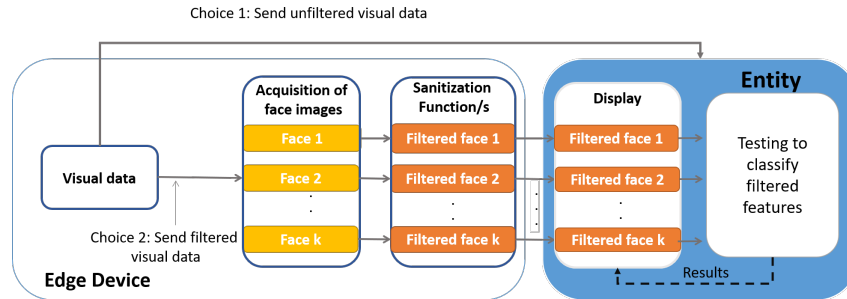 Choice 1: Send unfiltered visual data
Entity
Acquisition of
face images
Sanitization
Function/s
Display
Face 1
Filtered face 1
Filtered face 1
Testing to
classify
filtered
features
Visual data
Face 2
Filtered face 2
Filtered face 2
Choice 2: Send filtered
visual data
Face k
Filtered face k
Filtered face k
Edge Device
Results